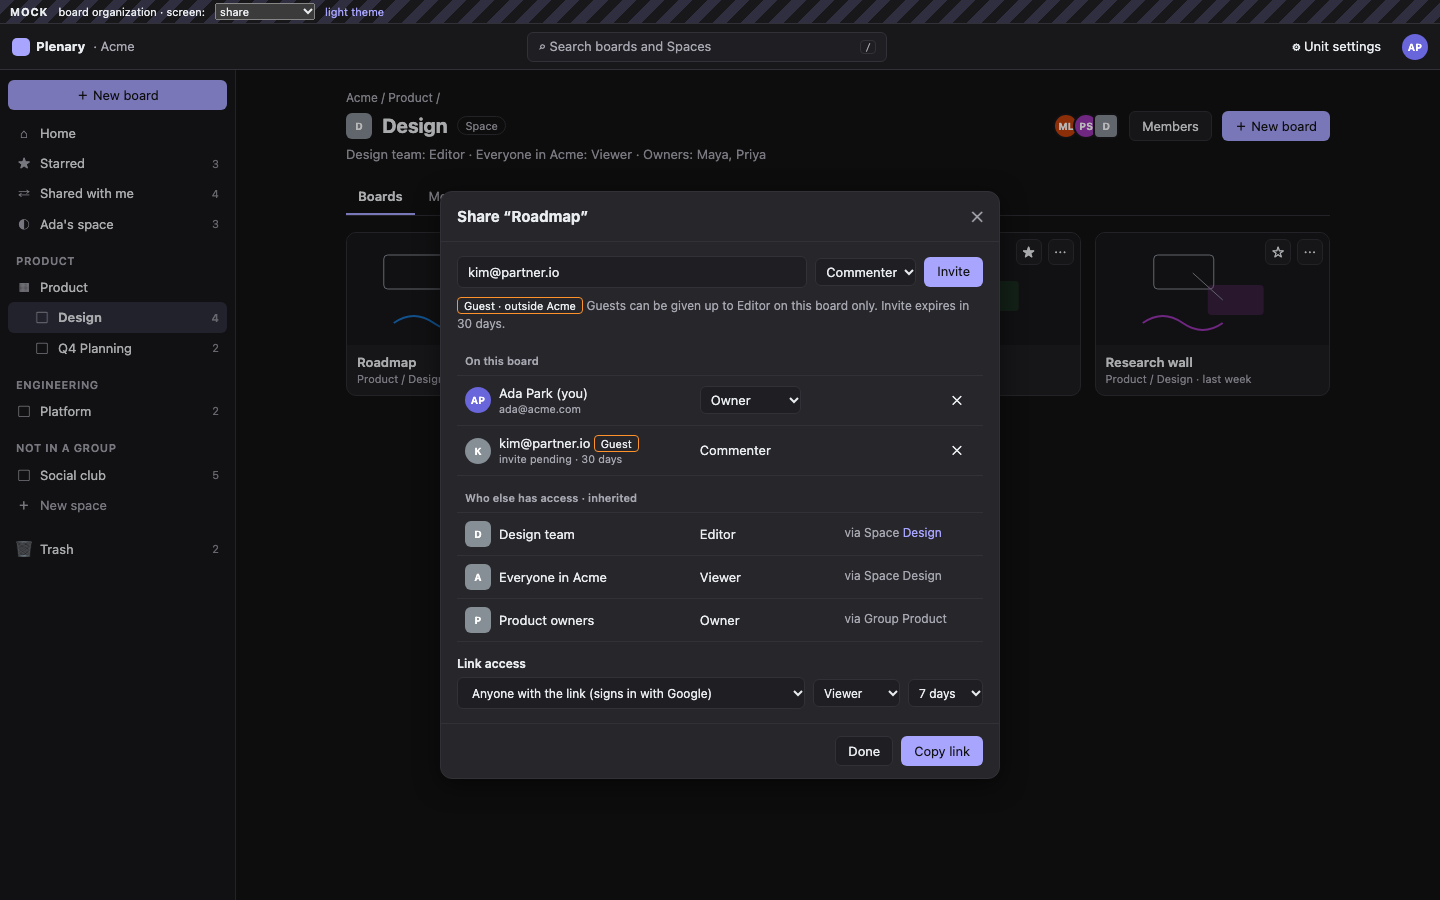 MOCK board organization · screen: share light theme
Plenary · Acme
Search boards and Spaces /
Unit settings
AP
+ New board
Home
Starred 3
Shared with me 4
Ada's space 3
PRODUCT
Product
Design 4
Q4 Planning 2
ENGINEERING
Platform 2
NOT IN A GROUP
Social club 5
+ New space
Trash 2
Acme / Product /
D Design Space
ML PS D Members + New board
Design team: Editor · Everyone in Acme: Viewer · Owners: Maya, Priya
Boards
Roadmap
Research wall
Product / Design · last week
Share “Roadmap”
kim@partner.io Commenter Invite
Guest · outside Acme Guests can be given up to Editor on this board only. Invite expires in
30 days.
On this board
AP Ada Park (you) Owner
ada@acme.com
K kim@partner.io Guest Commenter
invite pending · 30 days
Who else has access · inherited
D Design team Editor via Space Design
A Everyone in Acme Viewer via Space Design
P Product owners Owner via Group Product
Link access
Anyone with the link (signs in with Google) Viewer 7 days
Done Copy link